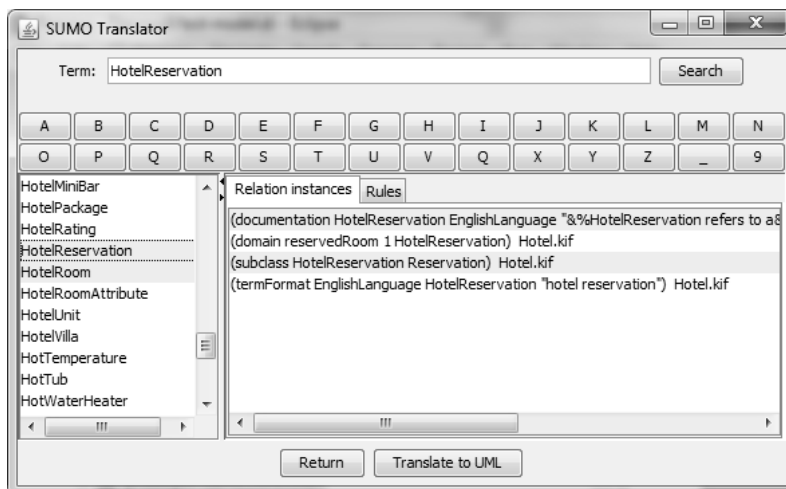 SUMO Translator
Term: HotelReservation Search
A B C D E F G H I J K L M N
O P Q R S T U V Q X Y Z _ 9
HotelMiniBar
HotelPackage
HotelRating
HotelReservation
HotelRoom
HotelRoomAttribute
HotelUnit
HotelVilla
HotTemperature
HotTub
HotWaterHeater
Relation instances Rules
(documentation HotelReservation EnglishLanguage "&%HotelReservation refers to a&
(domain reservedRoom 1 HotelReservation) Hotel.kif
(subclass HotelReservation Reservation) Hotel.kif
(termFormat EnglishLanguage HotelReservation "hotel reservation") Hotel.kif
Return Translate to UML